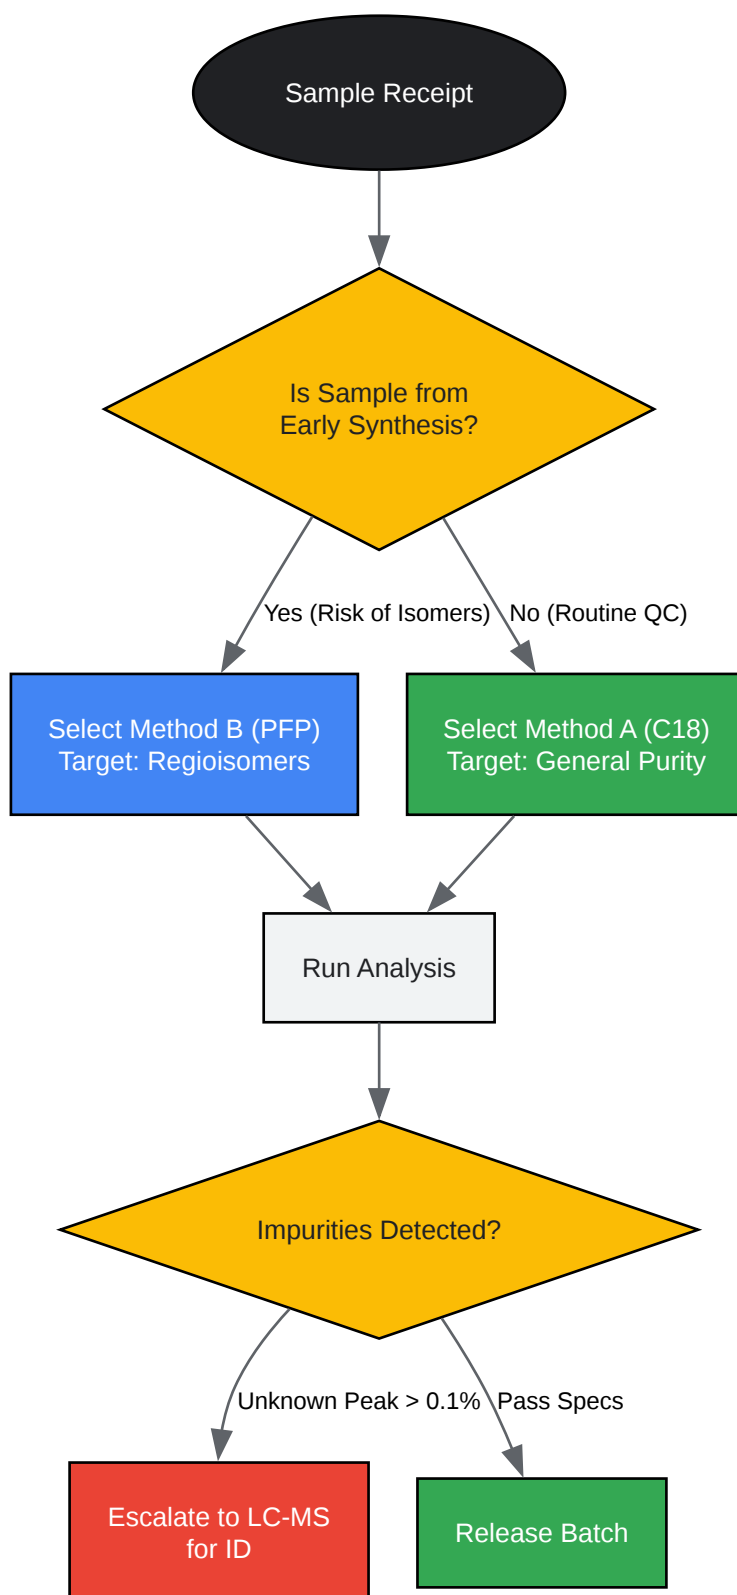 Sample Receipt
Is Sample from
Early Synthesis?
Yes (Risk of Isomers)
No (Routine QC)
Select Method B (PFP)
Target: Regioisomers
Select Method A (C18)
Target: General Purity
Run Analysis
Impurities Detected?
Unknown Peak > 0.1%
Pass Specs
Escalate to LC-MS
for ID
Release Batch